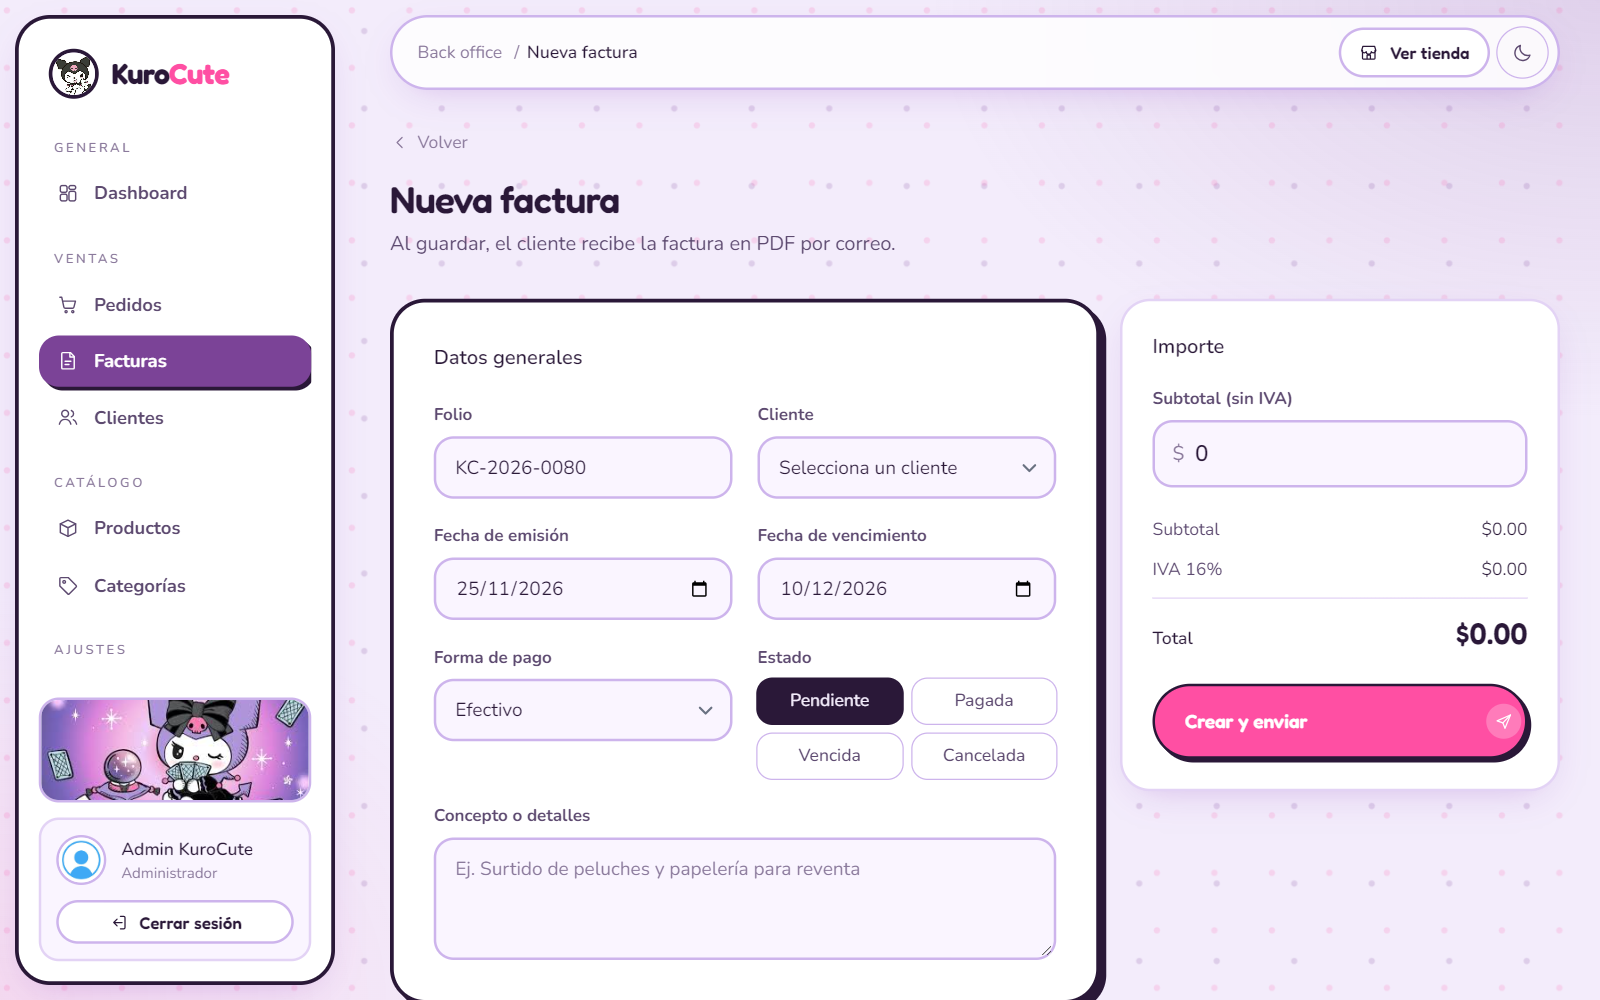 KuroCute
GENERAL
Dashboard
VENTAS
Pedidos
Facturas
Clientes
CATÁLOGO
Productos
Categorías
AJUSTES
Admin KuroCute
Administrador
Cerrar sesión
Back office / Nueva factura
Ver tienda
Volver
Nueva factura
Al guardar, el cliente recibe la factura en PDF por correo.
Datos generales
Folio
KC-2026-0080
Cliente
Selecciona un cliente
Fecha de emisión
25/11/2026
Fecha de vencimiento
10/12/2026
Forma de pago
Efectivo
Estado
Pendiente
Pagada
Vencida
Cancelada
Concepto o detalles
Ej. Surtido de peluches y papelería para reventa
Importe
Subtotal (sin IVA)
$ 0
Subtotal $0.00
IVA 16% $0.00
Total $0.00
Crear y enviar